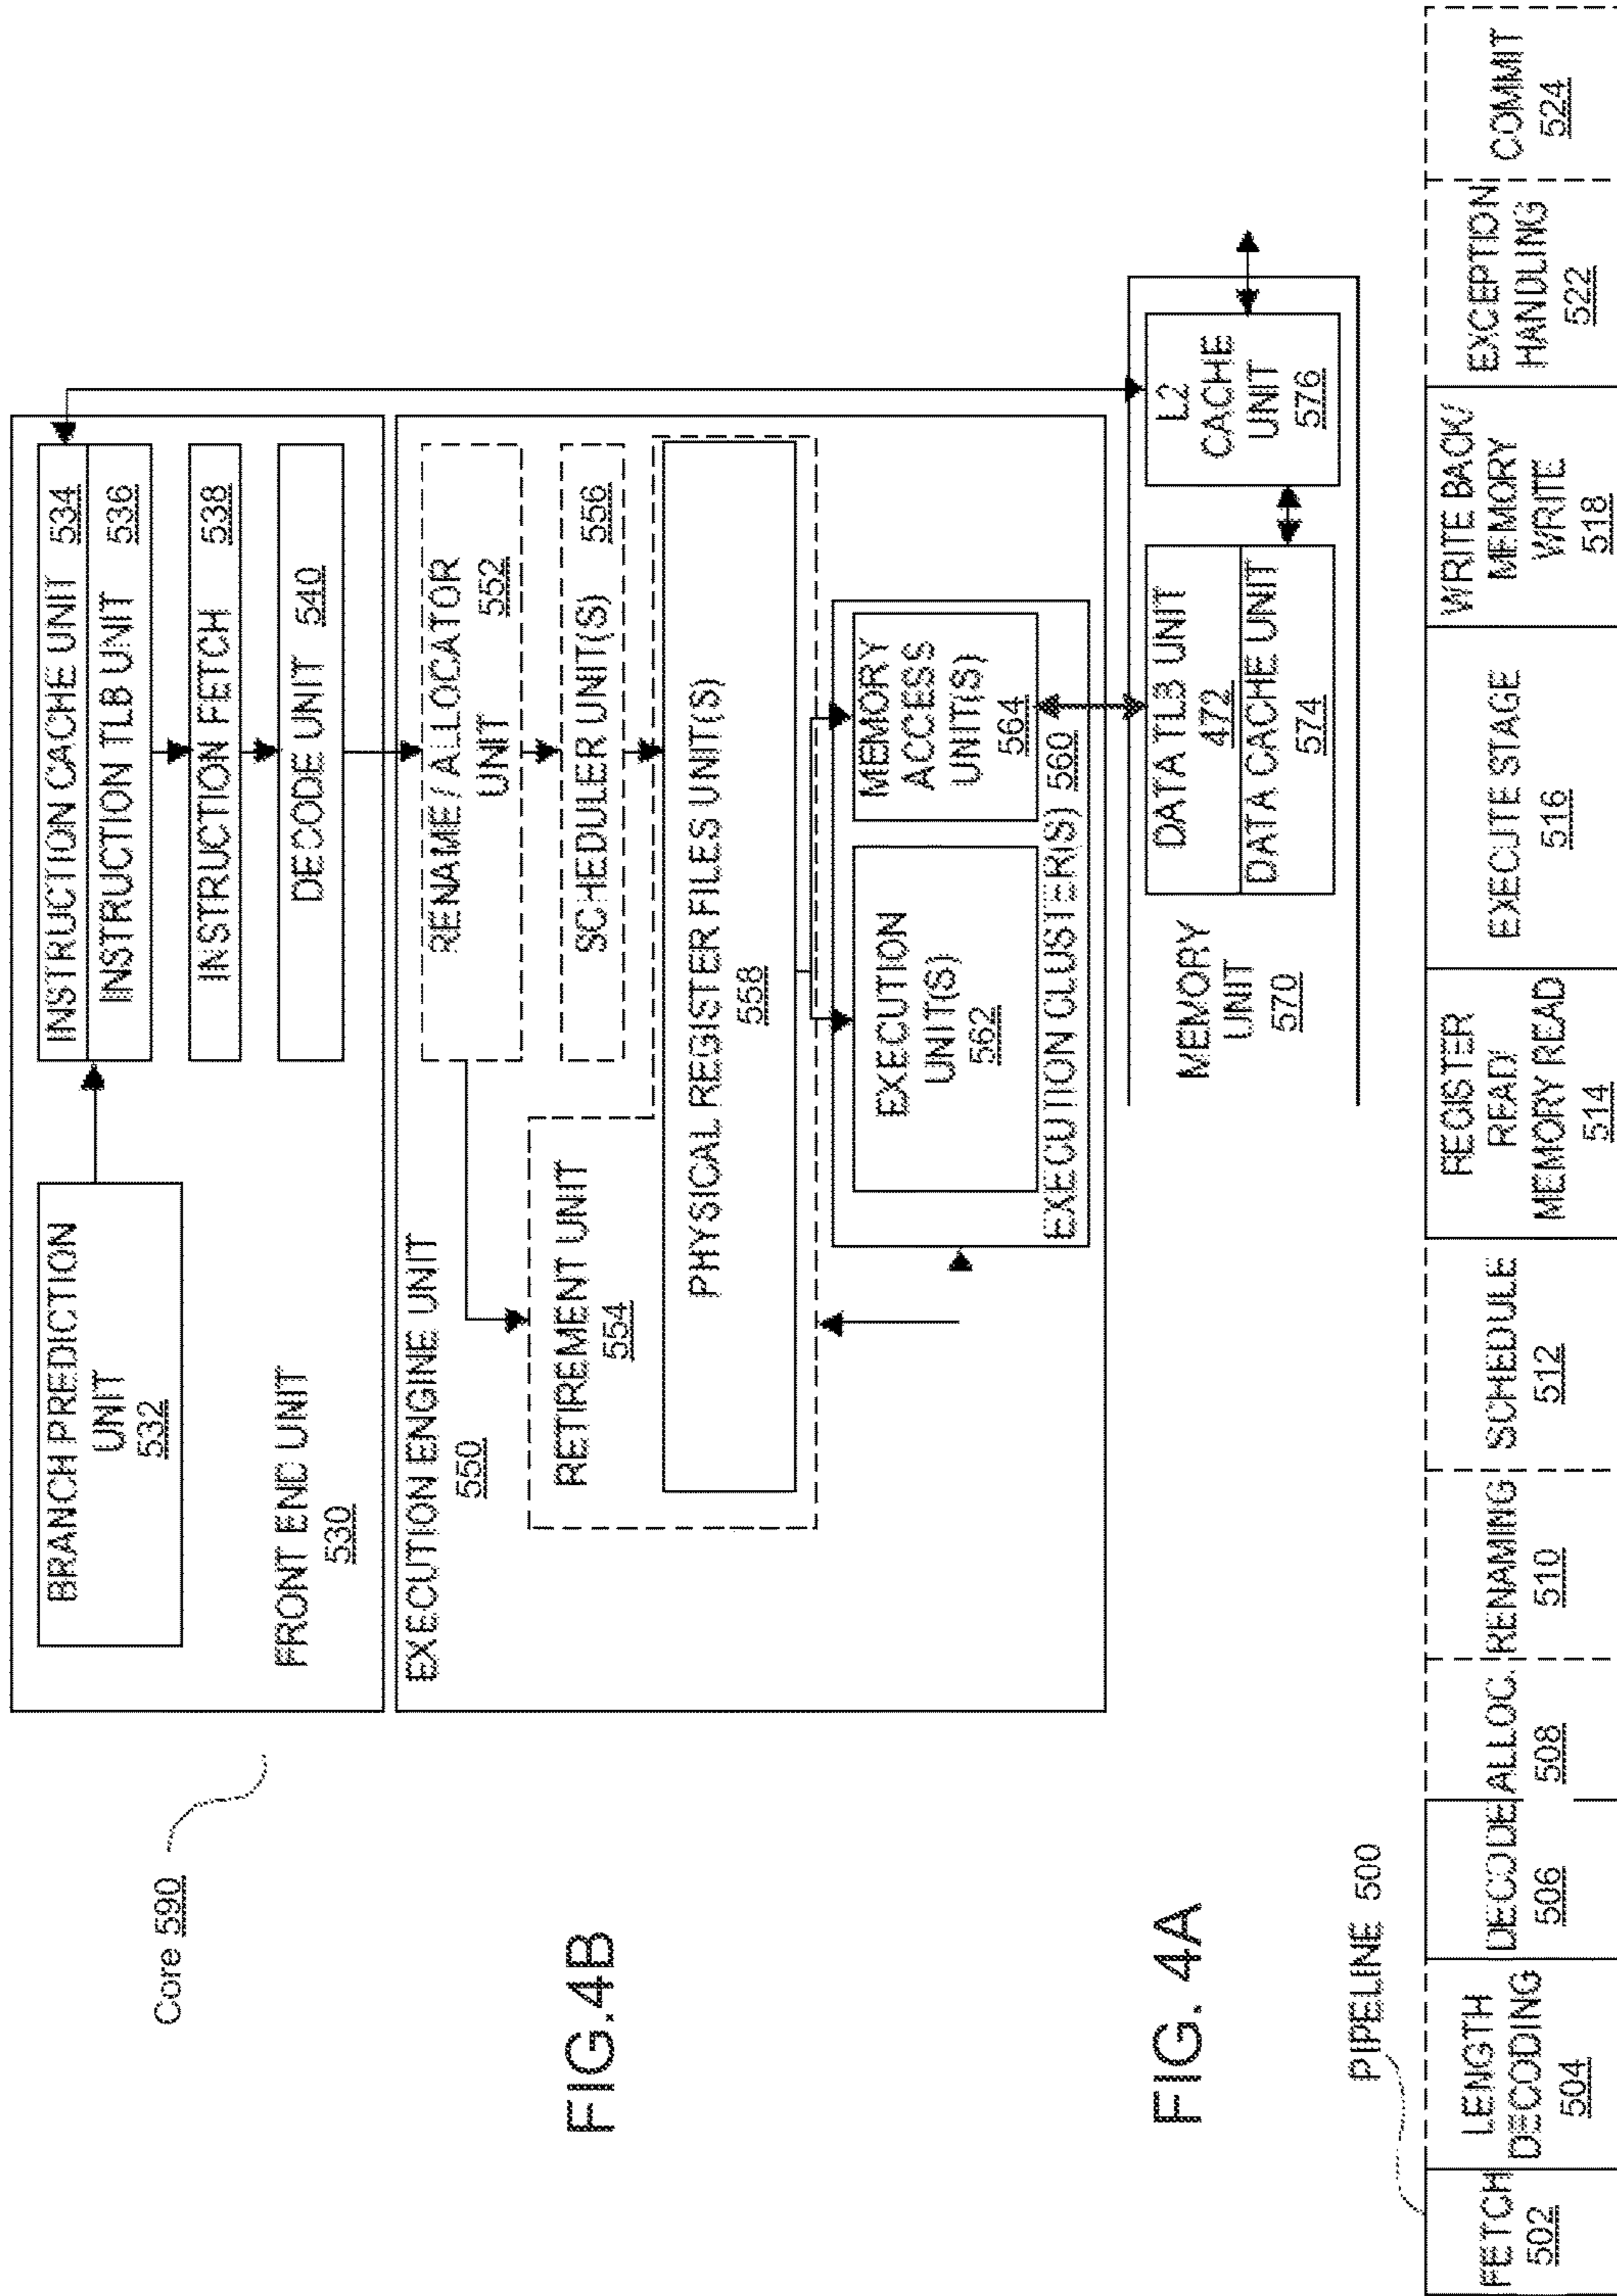 Core 590
BRANCH PREDICTION
UNIT
532
FRONT END UNIT
530
INSTRUCTION CACHE UNIT 534
INSTRUCTION TLB UNIT 536
INSTRUCTION FETCH 538
DECODE UNIT 540
FIG.4B
EXECUTION ENGINE UNIT
550
RENAME / ALLOCATOR
UNIT 552
SCHEDULER UNIT(S) 556
RETIREMENT UNIT
554
PHYSICAL REGISTER FILES UNIT(S)
558
EXECUTION
UNIT(S)
562
MEMORY
ACCESS
UNIT(S)
564
EXECUTION CLUSTER(S) 560
MEMORY
UNIT
570
DATA TLB UNIT
472
DATA CACHE UNIT
574
L2
CACHE
UNIT
576
FIG. 4A
PIPELINE 500
FETCH
502
LENGTH
DECODING
504
DECODE
506
ALLOC.
508
RENAMING
510
SCHEDULE
512
REGISTER
READ/
MEMORY READ
514
EXECUTE STAGE
516
WRITE BACK/
MEMORY
WRITE
518
EXCEPTION
HANDLING
522
COMMIT
524